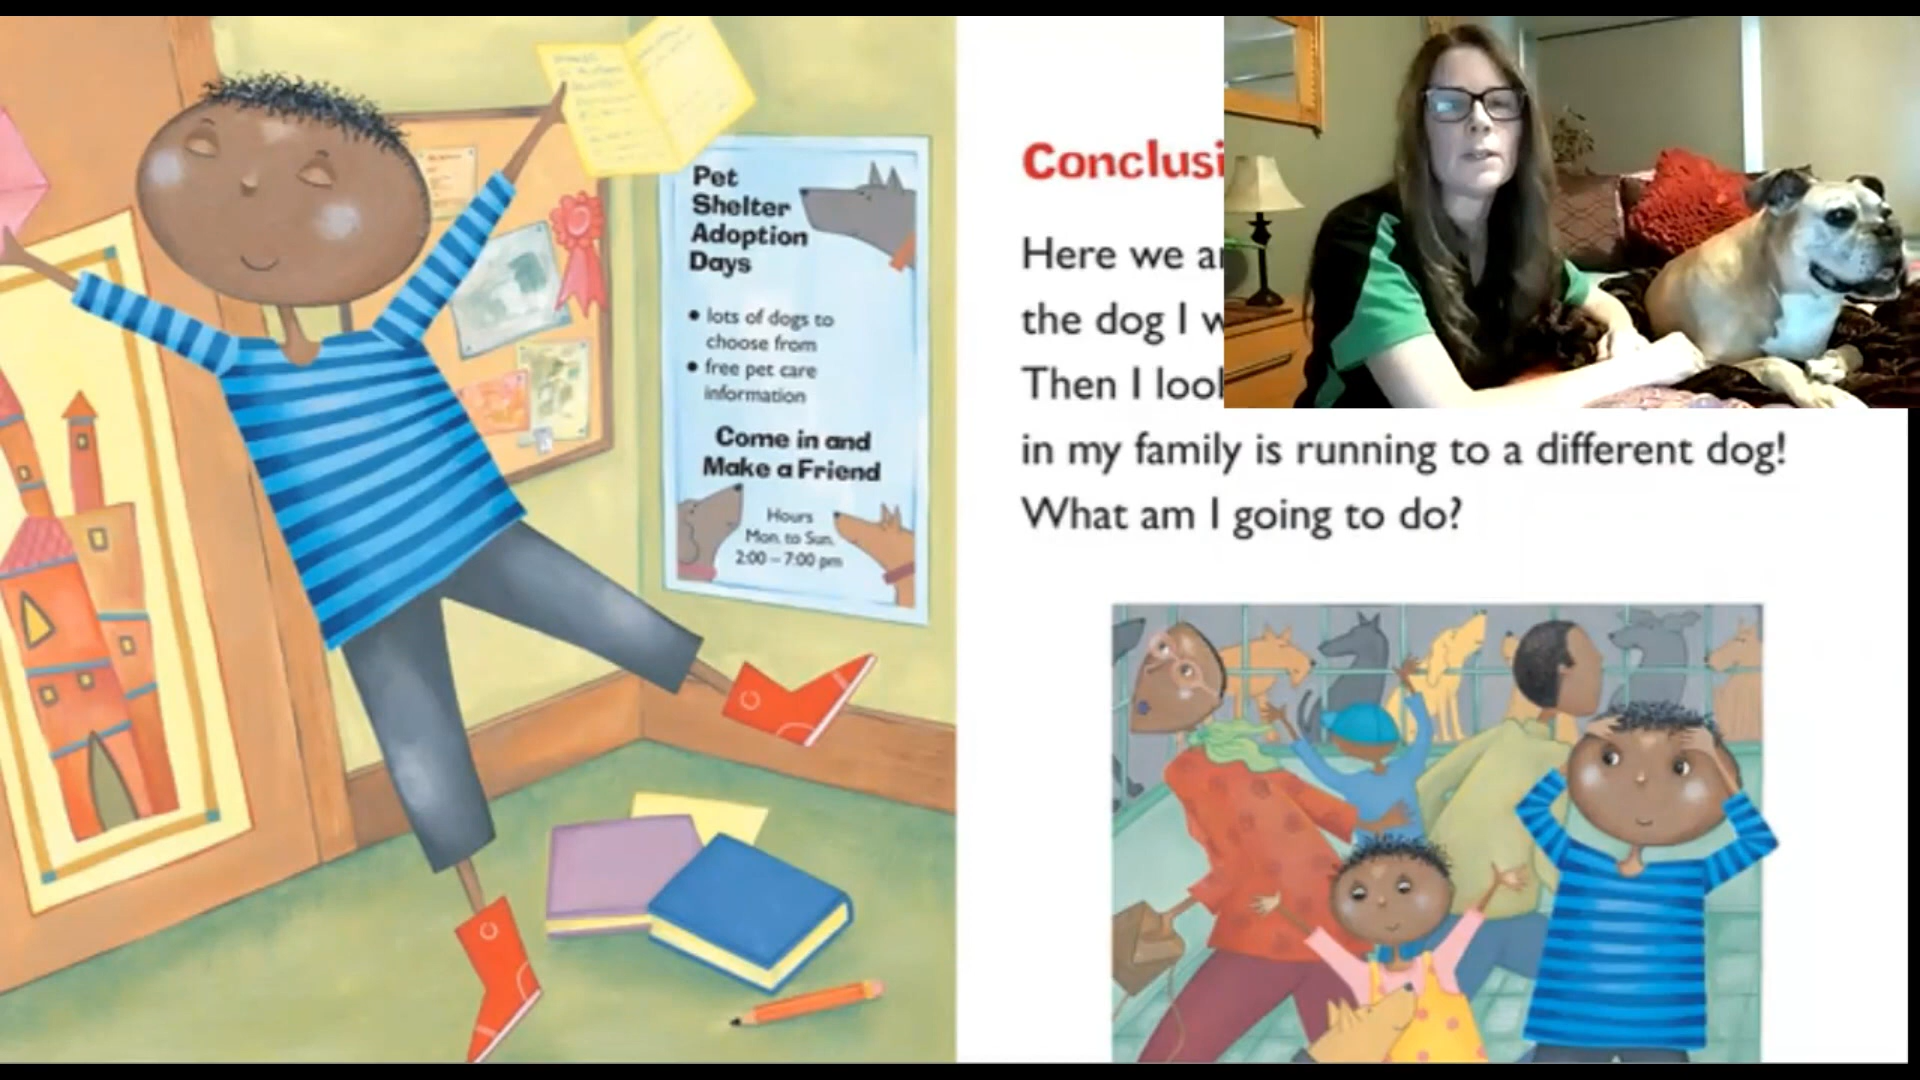 Pet
Shelter
Adoption
Days
• lots of dogs to
choose from
• free pet care
information
Come in and
Make a Friend
Hours
Mon. to Sun.
2:00 – 7:00 pm
Conclusi
Here we ar
the dog I w
Then I look
in my family is running to a different dog!
What am I going to do?